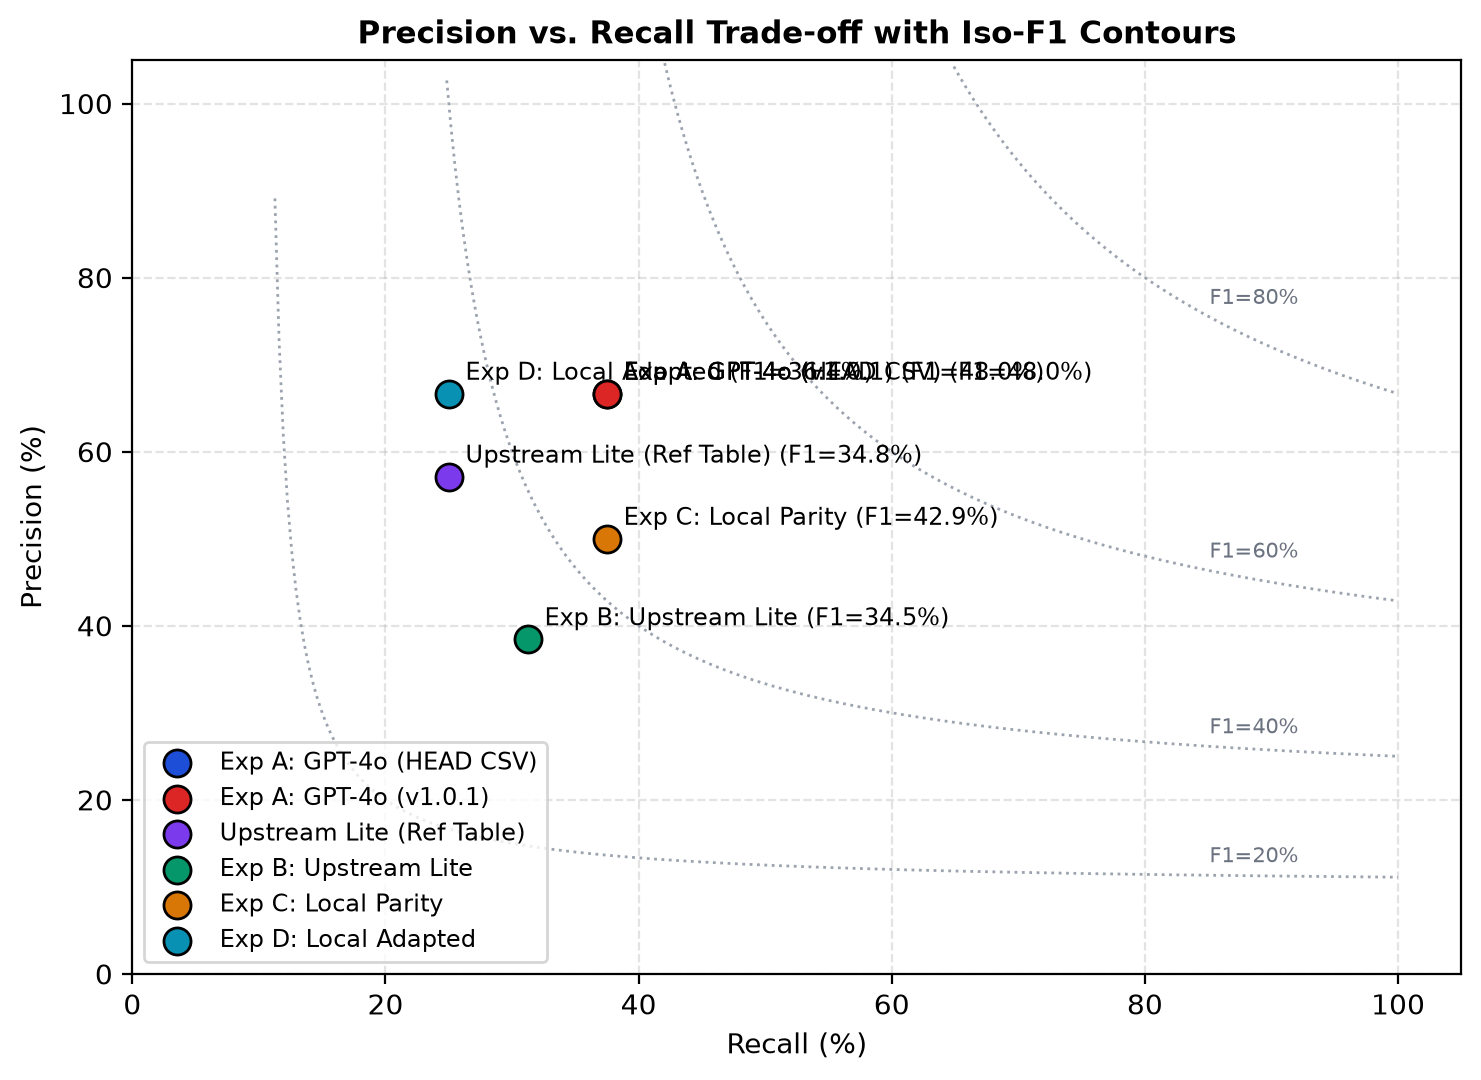 Precision vs. Recall Trade-off with Iso-F1 Contours
Precision (%)
100
80
60
40
20
0
F1=80%
Exp D: Local
48.0%)
Upstream Lite (Ref Table) (F1=34.8%)
Exp C: Local Parity (F1=42.9%)
F1=60%
Exp B: Upstream Lite (F1=34.5%)
F1=40%
F1=20%
Exp A: GPT-4o (HEAD CSV)
Exp A: GPT-4o (v1.0.1)
Upstream Lite (Ref Table)
Exp B: Upstream Lite
Exp C: Local Parity
Exp D: Local Adapted
0
20
40
60
80
100
Recall (%)